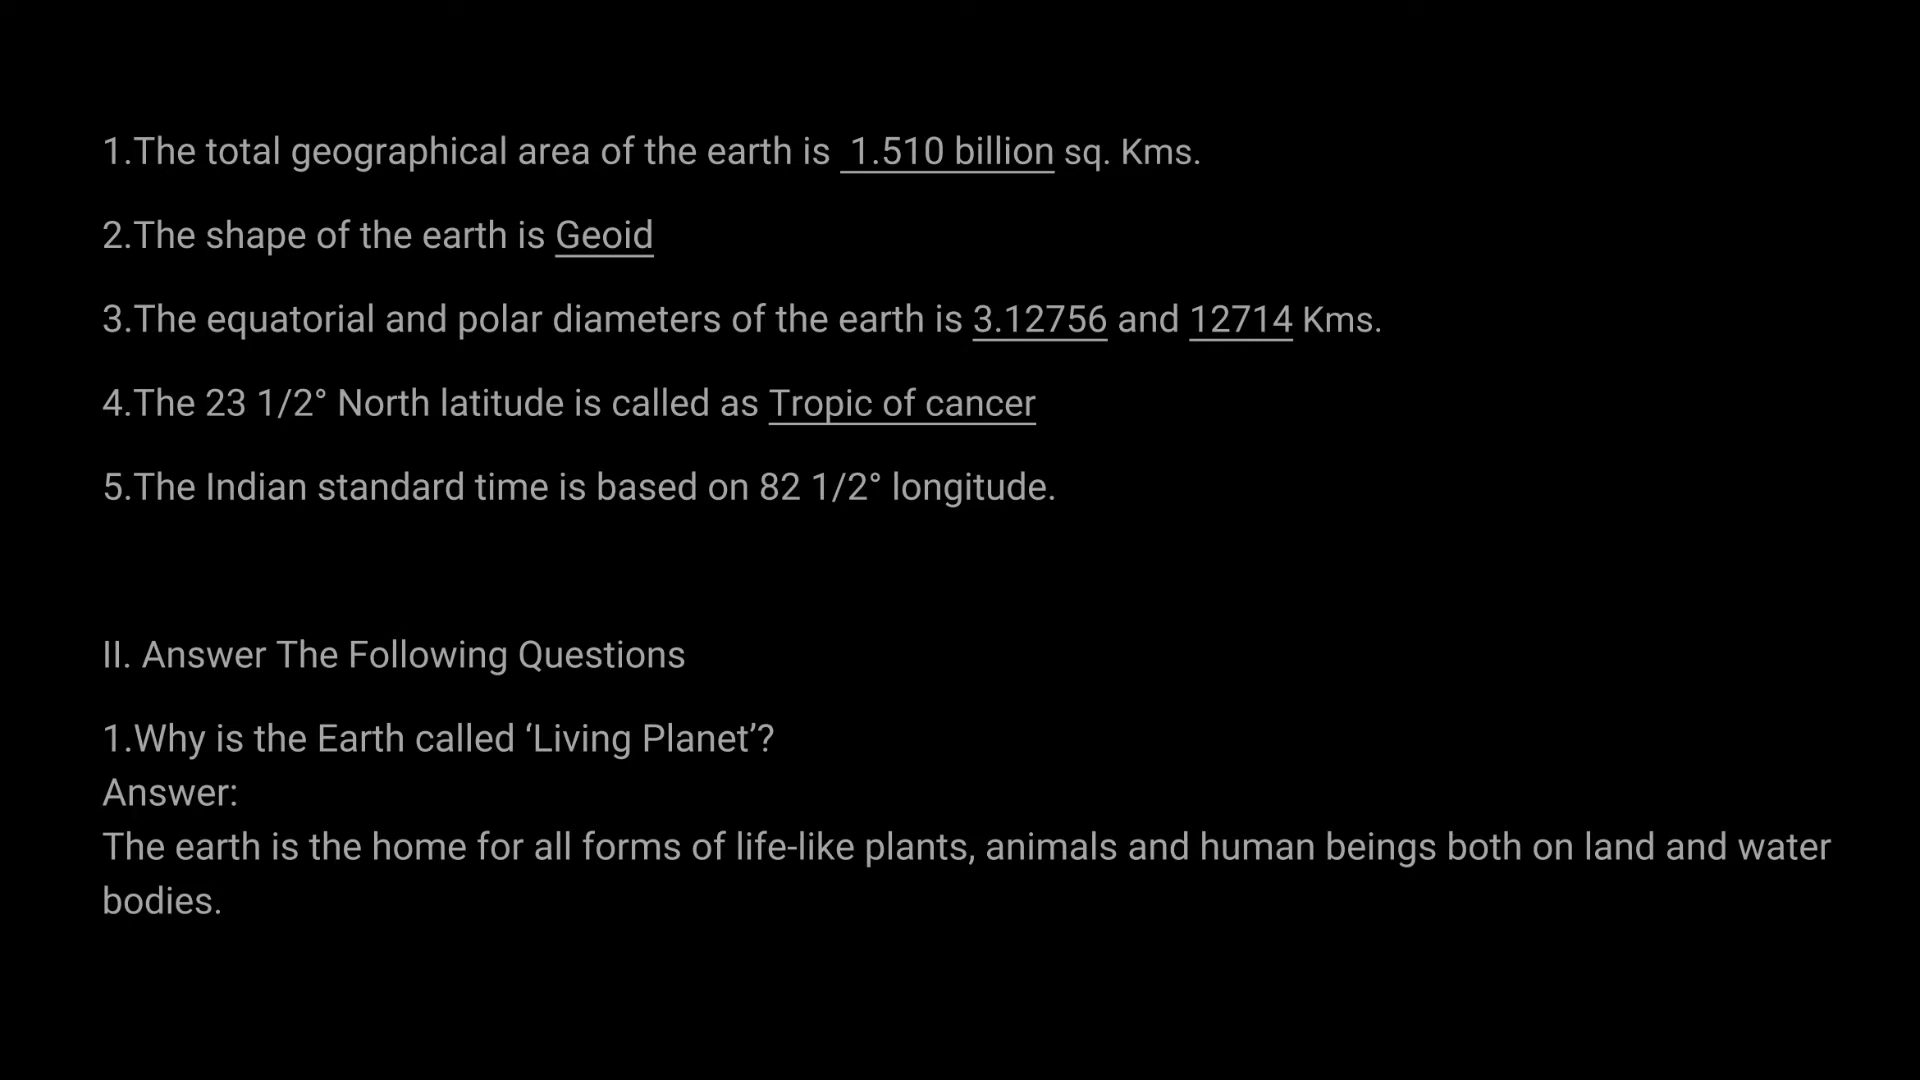 1.The total geographical area of the earth is 1.510 billion sq. Kms.
2.The shape of the earth is Geoid
3.The equatorial and polar diameters of the earth is 3.12756 and 12714 Kms.
4.The 23 1/2° North latitude is called as Tropic of cancer
5.The Indian standard time is based on 82 1/2° longitude.
II. Answer The Following Questions
1.Why is the Earth called ‘Living Planet’?
Answer:
The earth is the home for all forms of life-like plants, animals and human beings both on land and water
bodies.